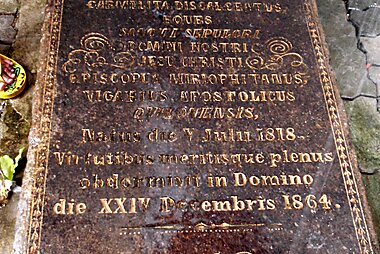 CARMELITA DISCALCEATUS,
EQUES
SANCTI SEPULCRI
DOMINI NOSTRI
JESU CHRISTI
EPISCOPUS MIRIOPHITANUS,
VICARIUS APOSTOLICUS
QUILONENSIS,
Natus die V Julii 1818
Virtutibus meritisque plenus
obdormivit in Domino
die XXIV Decembris 1864.